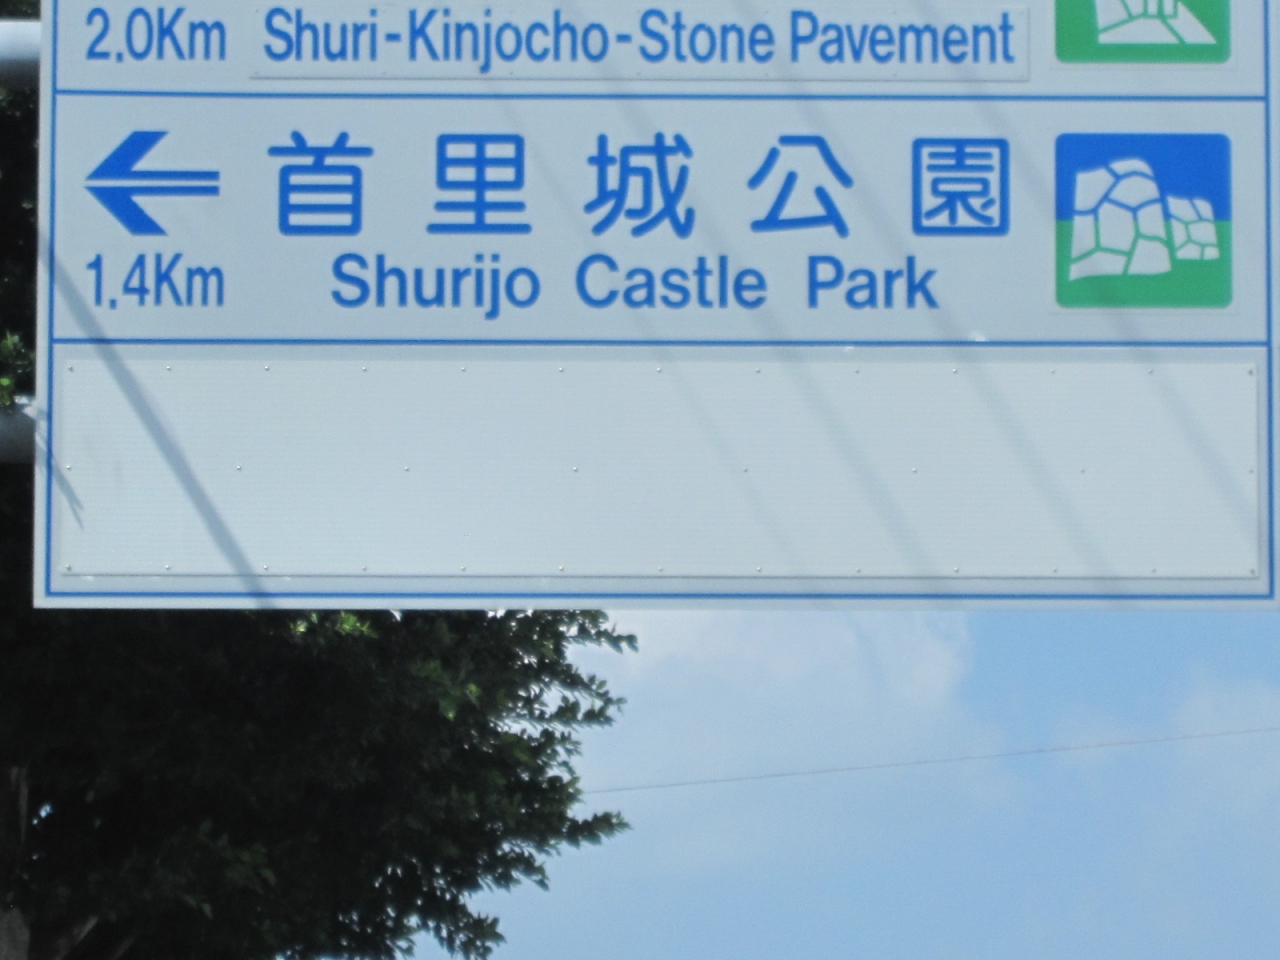 2.0Km Shuri-Kinjocho-Stone Pavement
首里城公園
1.4Km Shurijo Castle Park